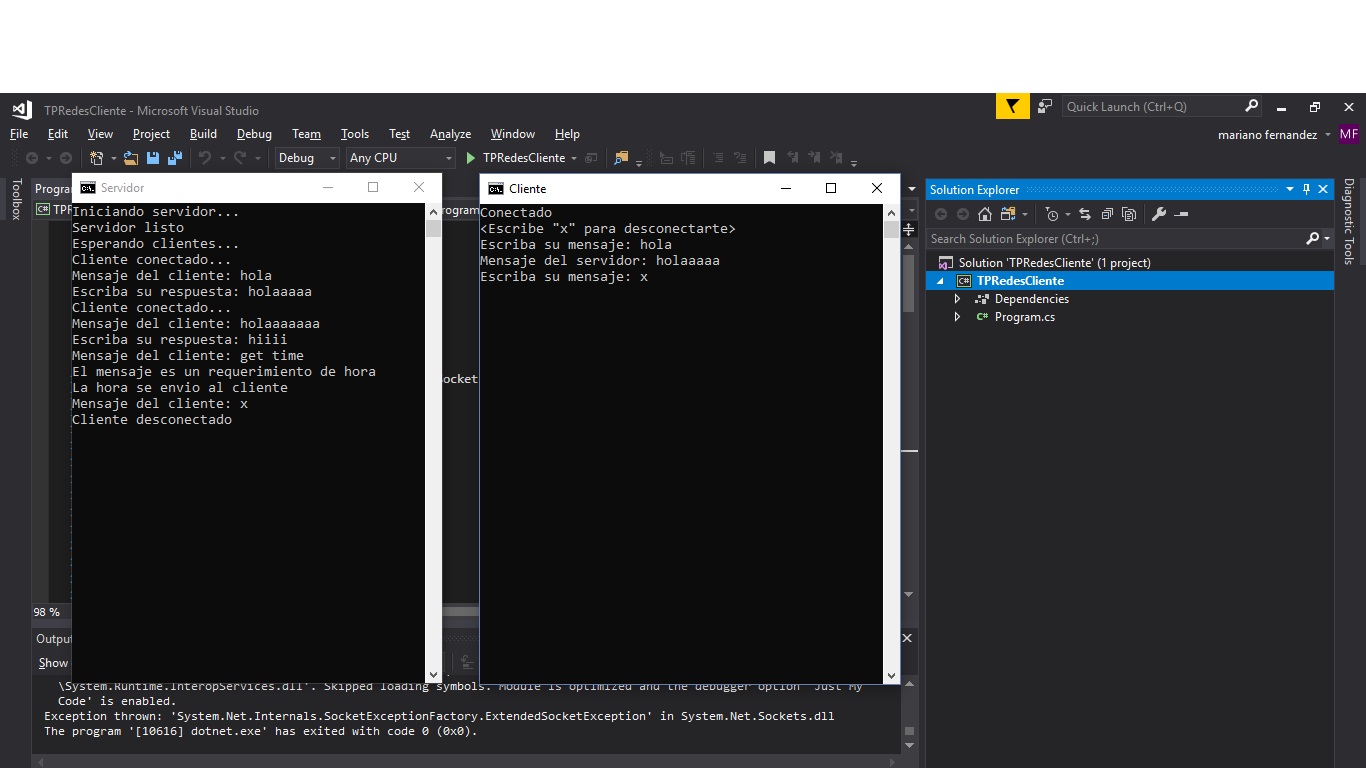 TPRedesCliente - Microsoft Visual Studio
Quick Launch (Ctrl+Q)
File Edit View Project Build Debug Team Tools Test Analyze Window Help
mariano fernandez MF
Debug Any CPU TPRedesCliente
Toolbox
Servidor
Iniciando servidor...
Servidor listo
Esperando clientes...
Cliente conectado...
Mensaje del cliente: hola
Escriba su respuesta: holaaaaa
Cliente conectado...
Mensaje del cliente: holaaaaaaa
Escriba su respuesta: hiiii
Mensaje del cliente: get time
El mensaje es un requerimiento de hora
La hora se envio al cliente
Mensaje del cliente: x
Cliente desconectado
Cliente
Conectado
<Escribe "x" para desconectarte>
Escriba su mensaje: hola
Mensaje del servidor: holaaaaa
Escriba su mensaje: x
ocket
98 %
Show
\System.Runtime.InteropServices.dll'. Skipped loading symbols. Module is optimized and the debugger option 'Just My
Code' is enabled.
Exception thrown: 'System.Net.Internals.SocketExceptionFactory.ExtendedSocketException' in System.Net.Sockets.dll
The program '[10616] dotnet.exe' has exited with code 0 (0x0).
Solution Explorer
Search Solution Explorer (Ctrl+;)
Solution 'TPRedesCliente' (1 project)
C# TPRedesCliente
Dependencies
C# Program.cs
Diagnostic Tools